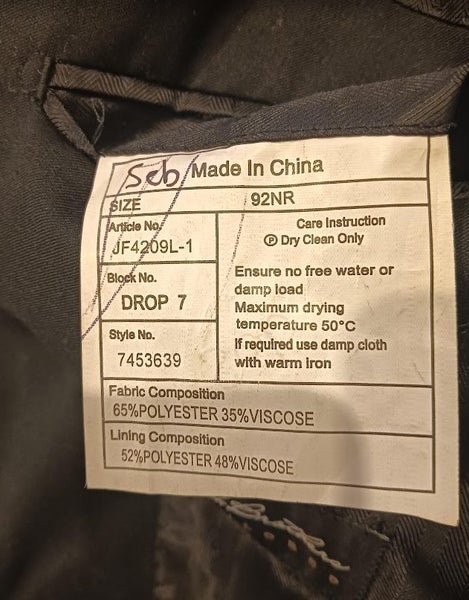 Seb Made In China
SIZE 92NR
Article No.
JF4209L-1
Block No.
DROP 7
Style No.
7453639
Care Instruction
Ⓟ Dry Clean Only
Ensure no free water or
damp load
Maximum drying
temperature 50°C
If required use damp cloth
with warm iron
Fabric Composition
65%POLYESTER 35%VISCOSE
Lining Composition
52%POLYESTER 48%VISCOSE